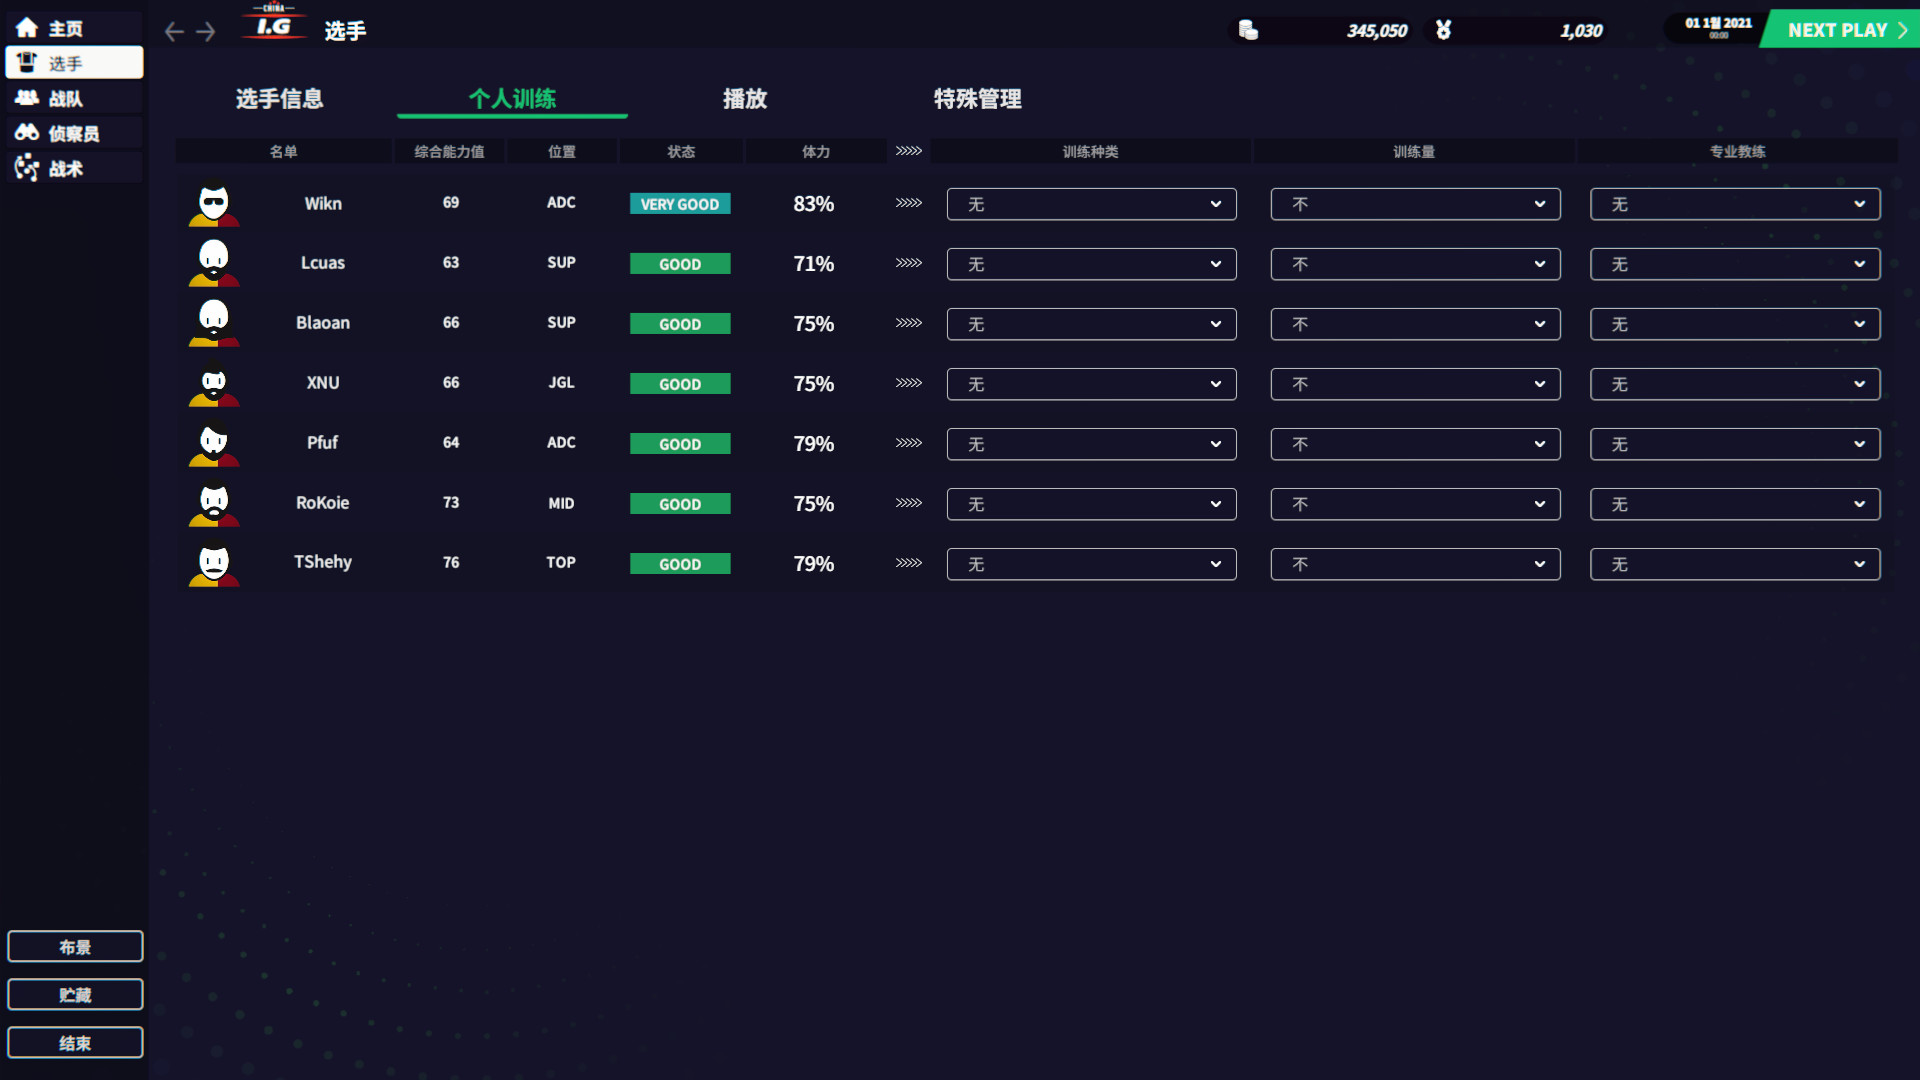 主页
选手
战队
侦察员
战术
CHINA
I.G
选手
345,050
1,030
01 1월 2021
00:00
NEXT PLAY
选手信息 个人训练 播放 特殊管理
名单 综合能力值 位置 状态 体力 训练种类 训练量 专业教练
Wikn 69 ADC VERY GOOD 83% 无 不 无
Lcuas 63 SUP GOOD 71% 无 不 无
Blaoan 66 SUP GOOD 75% 无 不 无
XNU 66 JGL GOOD 75% 无 不 无
Pfuf 64 ADC GOOD 79% 无 不 无
RoKoie 73 MID GOOD 75% 无 不 无
TShehy 76 TOP GOOD 79% 无 不 无
布景
贮藏
结束